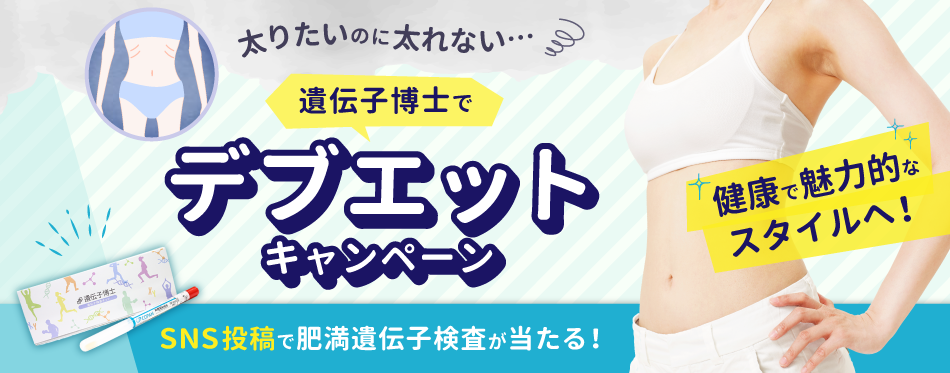 太りたいのに太れない…
遺伝子博士で
デブエット
キャンペーン
健康で魅力的な
スタイルへ！
遺伝子博士
SNS投稿で肥満遺伝子検査が当たる！